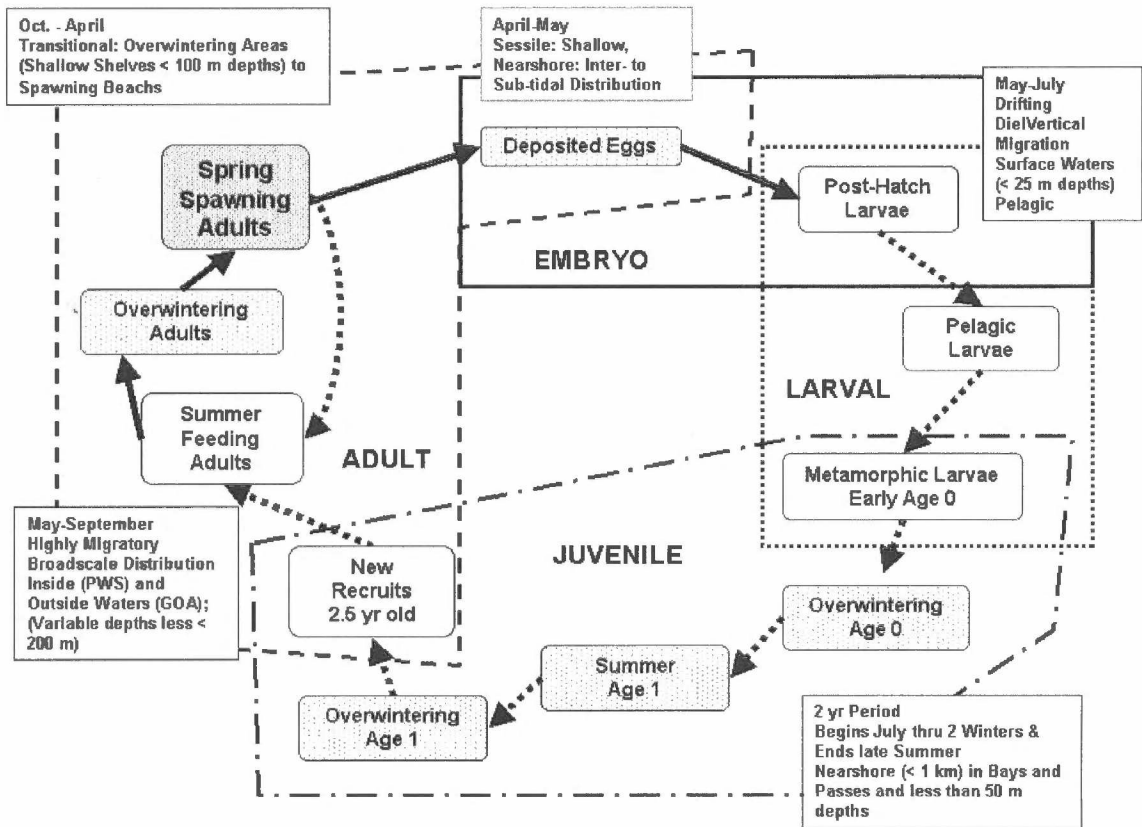 Oct. - April
Transitional: Overwintering Areas
(Shallow Shelves < 100 m depths) to
Spawning Beachs
April-May
Sessile: Shallow,
Nearshore: Inter- to
Sub-tidal Distribution
May-July
Drifting
DielVertical
Migration
Surface Waters
(< 25 m depths)
Pelagic
Deposited Eggs
Spring
Spawning
Adults
Post-Hatch
Larvae
EMBRYO
Overwintering
Adults
Pelagic
Larvae
LARVAL
Summer
Feeding
Adults
ADULT
Metamorphic Larvae
Early Age 0
May-September
Highly Migratory
Broadscale Distribution
Inside (PWS) and
Outside Waters (GOA);
(Variable depths less <
200 m)
New
Recruits
2.5 yr old
JUVENILE
Overwintering
Age 0
Summer
Age 1
Overwintering
Age 1
2 yr Period
Begins July thru 2 Winters &
Ends late Summer
Nearshore (< 1 km) in Bays and
Passes and less than 50 m
depths